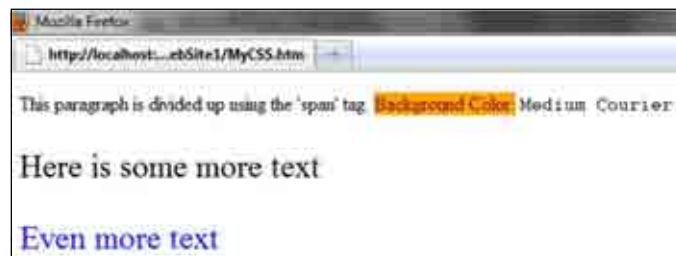 Mozilla Firefox
http://localhost:...ebSite1/MyCSS.htm
This paragraph is divided up using the 'span' tag. Background Color. Medium Courier
Here is some more text
Even more text